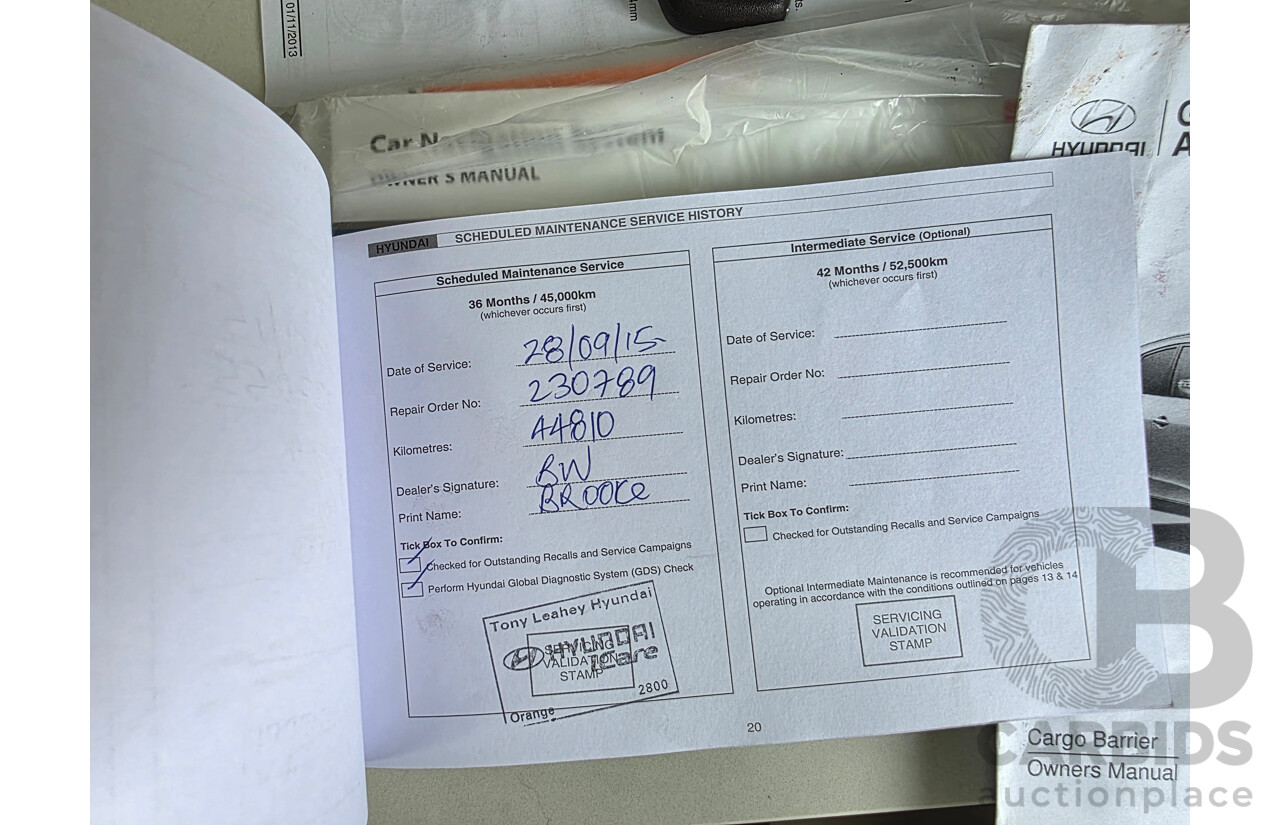 01/11/2013
mm
s.
Car
OWNER'S MANUAL
HYUNDAI
A
HYUNDAI SCHEDULED MAINTENANCE SERVICE HISTORY
Scheduled Maintenance Service
36 Months / 45,000km
(whichever occurs first)
Date of Service: 28/09/15
Repair Order No: 230789
Kilometres: 44810
Dealer's Signature: BW
Print Name: BROOKE
Tick Box To Confirm:
Checked for Outstanding Recalls and Service Campaigns
Perform Hyundai Global Diagnostic System (GDS) Check
Tony Leahey Hyundai
HYUNDAI
iCare
SERVICING
VALIDATION
STAMP
Orange 2800
Intermediate Service (Optional)
42 Months / 52,500km
(whichever occurs first)
Date of Service:
Repair Order No:
Kilometres:
Dealer's Signature:
Print Name:
Tick Box To Confirm:
Checked for Outstanding Recalls and Service Campaigns
Optional Intermediate Maintenance is recommended for vehicles
operating in accordance with the conditions outlined on pages 13 & 14
SERVICING
VALIDATION
STAMP
20
Cargo Barrier
Owners Manual
CB
CARBIDS
auctionplace